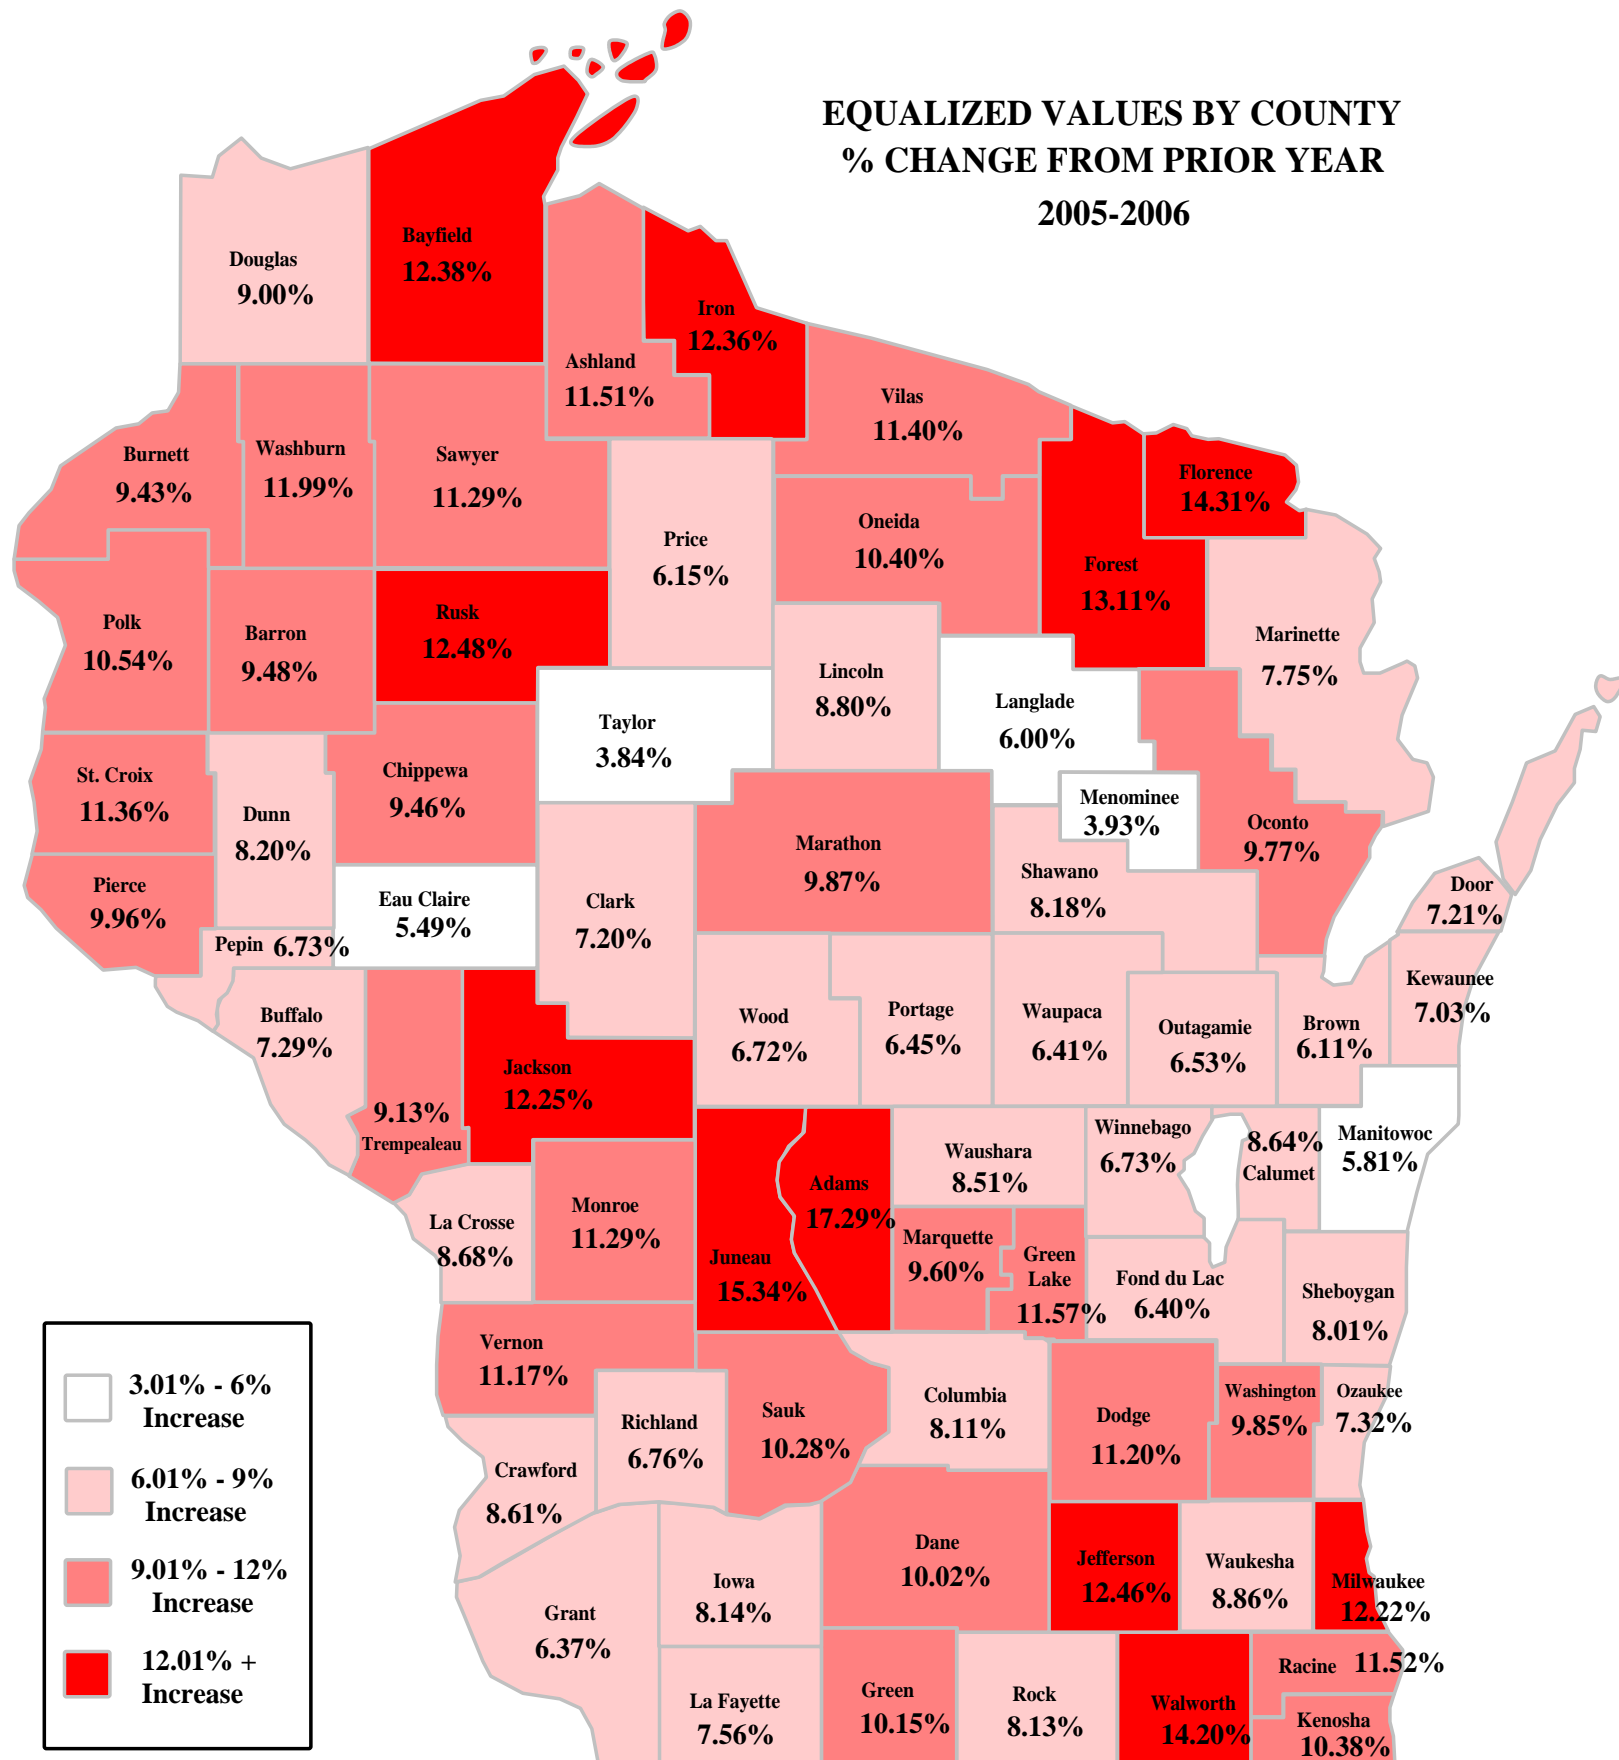 EQUALIZED VALUES BY COUNTY
% CHANGE FROM PRIOR YEAR
2005-2006
Douglas
9.00%
Bayfield
12.38%
Iron
12.36%
Ashland
11.51%
Vilas
11.40%
Burnett
9.43%
Washburn
11.99%
Sawyer
11.29%
Florence
14.31%
Price
6.15%
Oneida
10.40%
Forest
13.11%
Polk
10.54%
Barron
9.48%
Rusk
12.48%
Marinette
7.75%
Taylor
3.84%
Lincoln
8.80%
Langlade
6.00%
St. Croix
11.36%
Dunn
8.20%
Chippewa
9.46%
Menominee
3.93%
Oconto
9.77%
Marathon
9.87%
Shawano
8.18%
Door
7.21%
Pierce
9.96%
Eau Claire
5.49%
Clark
7.20%
Pepin 6.73%
Kewaunee
7.03%
Buffalo
7.29%
Wood
6.72%
Portage
6.45%
Waupaca
6.41%
Outagamie
6.53%
Brown
6.11%
Jackson
12.25%
9.13%
Trempealeau
Winnebago
6.73%
8.64%
Calumet
Manitowoc
5.81%
Waushara
8.51%
Adams
17.29%
La Crosse
8.68%
Monroe
11.29%
Juneau
15.34%
Marquette
9.60%
Green
Lake
11.57%
Fond du Lac
6.40%
Sheboygan
8.01%
Vernon
11.17%
Richland
6.76%
Sauk
10.28%
Columbia
8.11%
Dodge
11.20%
Washington
9.85%
Ozaukee
7.32%
Crawford
8.61%
Dane
10.02%
Jefferson
12.46%
Waukesha
8.86%
Milwaukee
12.22%
Grant
6.37%
Iowa
8.14%
La Fayette
7.56%
Green
10.15%
Rock
8.13%
Walworth
14.20%
Racine 11.52%
Kenosha
10.38%
3.01% - 6%
Increase
6.01% - 9%
Increase
9.01% - 12%
Increase
12.01% +
Increase